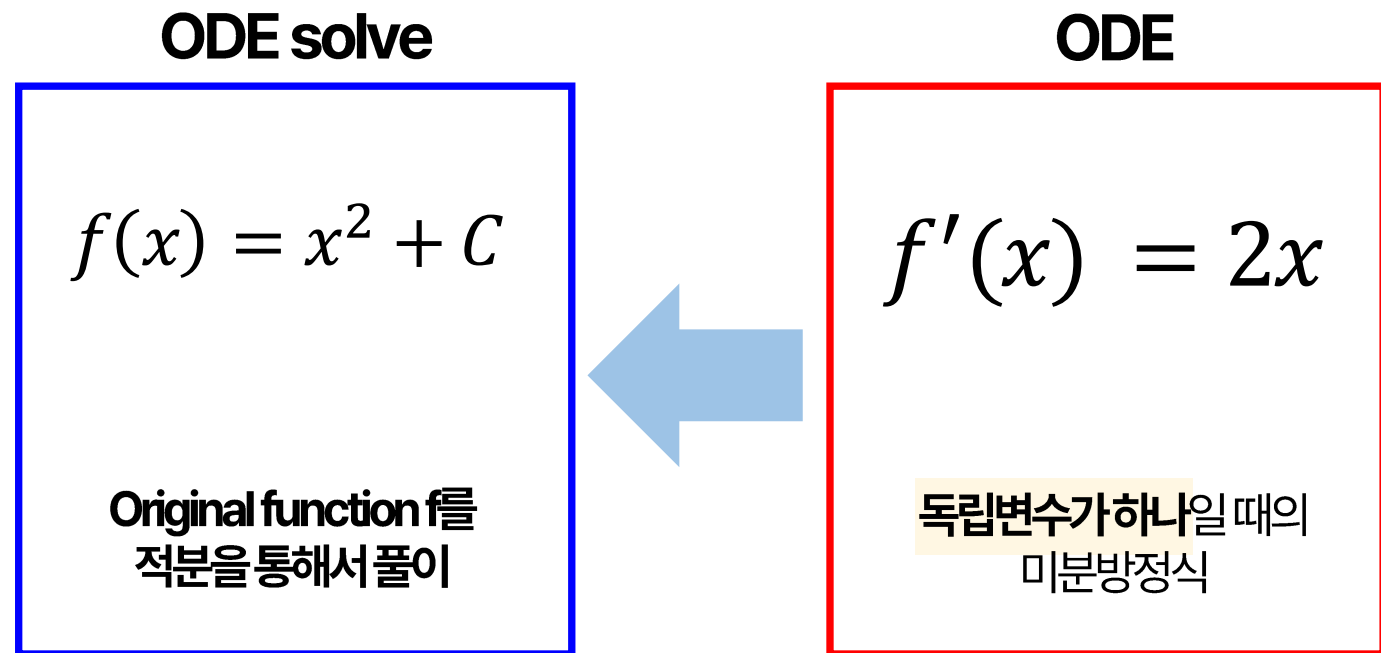 ODE solve
f(x) = x² + C
Original function f를
적분을 통해서 풀이
ODE
f′(x) = 2x
독립변수가 하나일 때의
미분방정식